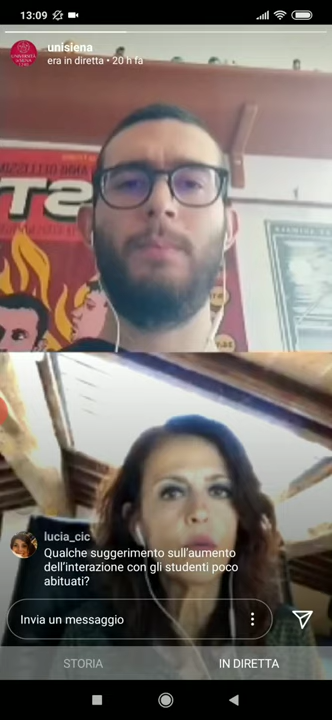 13:09
unisiena
era in diretta • 20 h fa
lucia_cic
Qualche suggerimento sull'aumento
dell'interazione con gli studenti poco
abituati?
Invia un messaggio
STORIA
IN DIRETTA